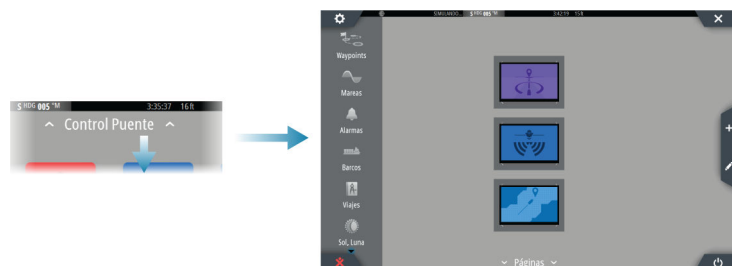 S HDG 005 °M 3:35:37 16 ft
Control Puente
SIMULANDO... S HDG 005 °M 3:42:19 15 ft
Waypoints
Mareas
Alarmas
Barcos
Viajes
Sol, Luna
Páginas